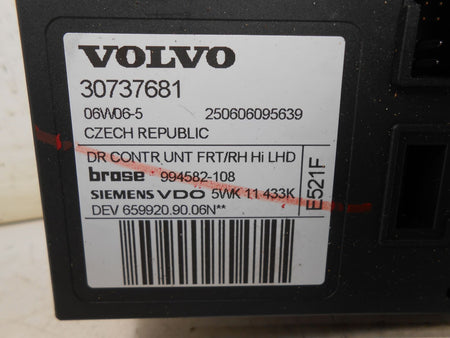 VOLVO
30737681
06W06-5 250606095639
CZECH REPUBLIC
DR CONTR UNT FRT/RH Hi LHD
brose 994582-108
SIEMENS VDO 5WK 11 433K
DEV 659920.90.06N**
E521F